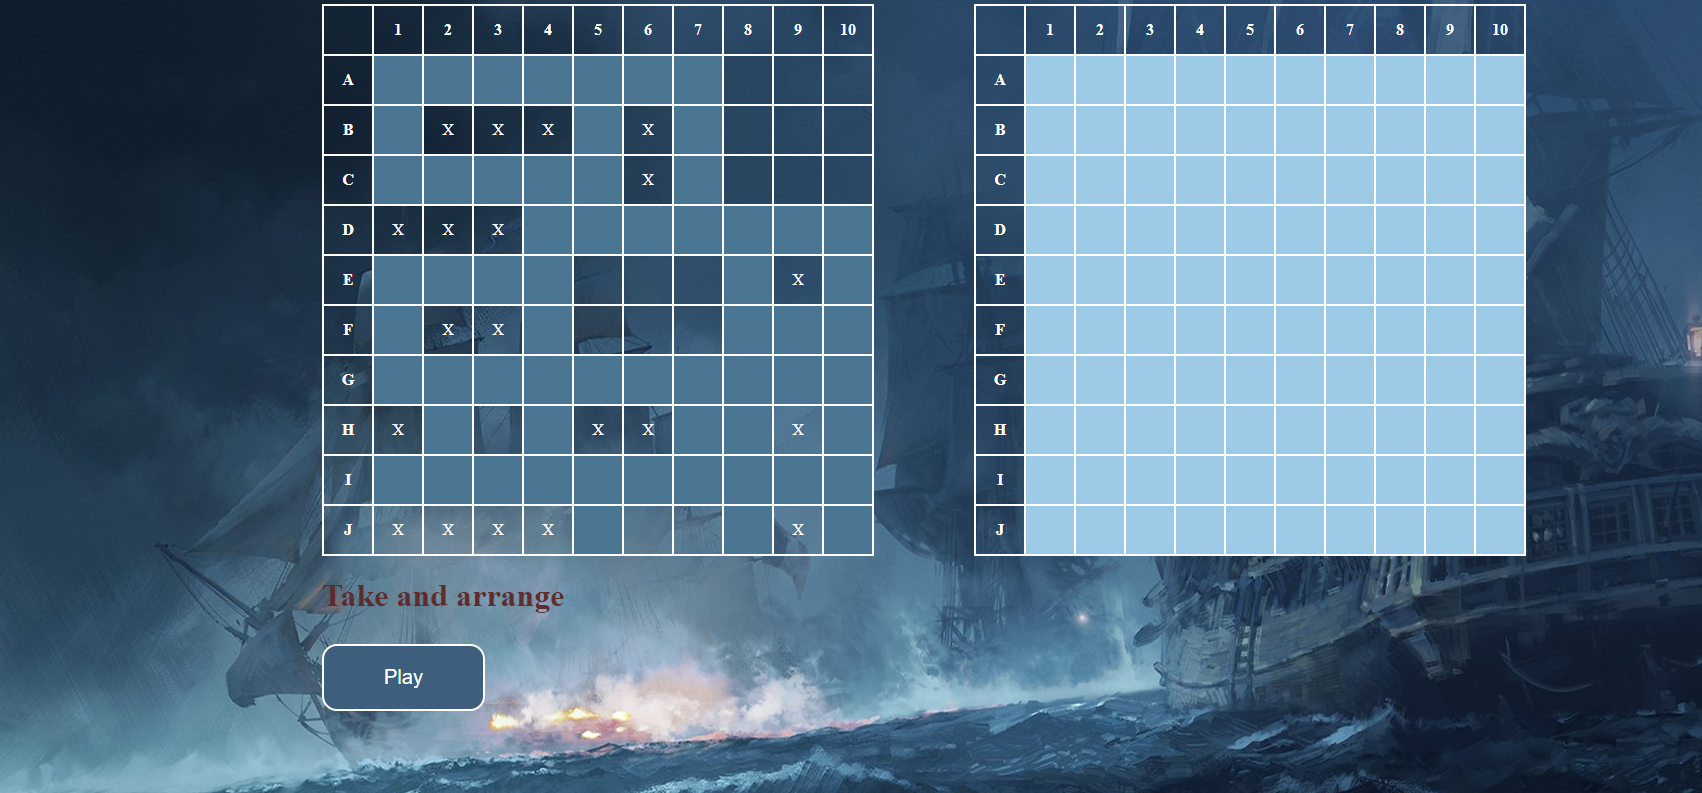 1 2 3 4 5 6 7 8 9 10
A
B X X X X
C X
D X X X
E X
F X X
G
H X X X X
I
J X X X X X
1 2 3 4 5 6 7 8 9 10
A
B
C
D
E
F
G
H
I
J
Take and arrange
Play